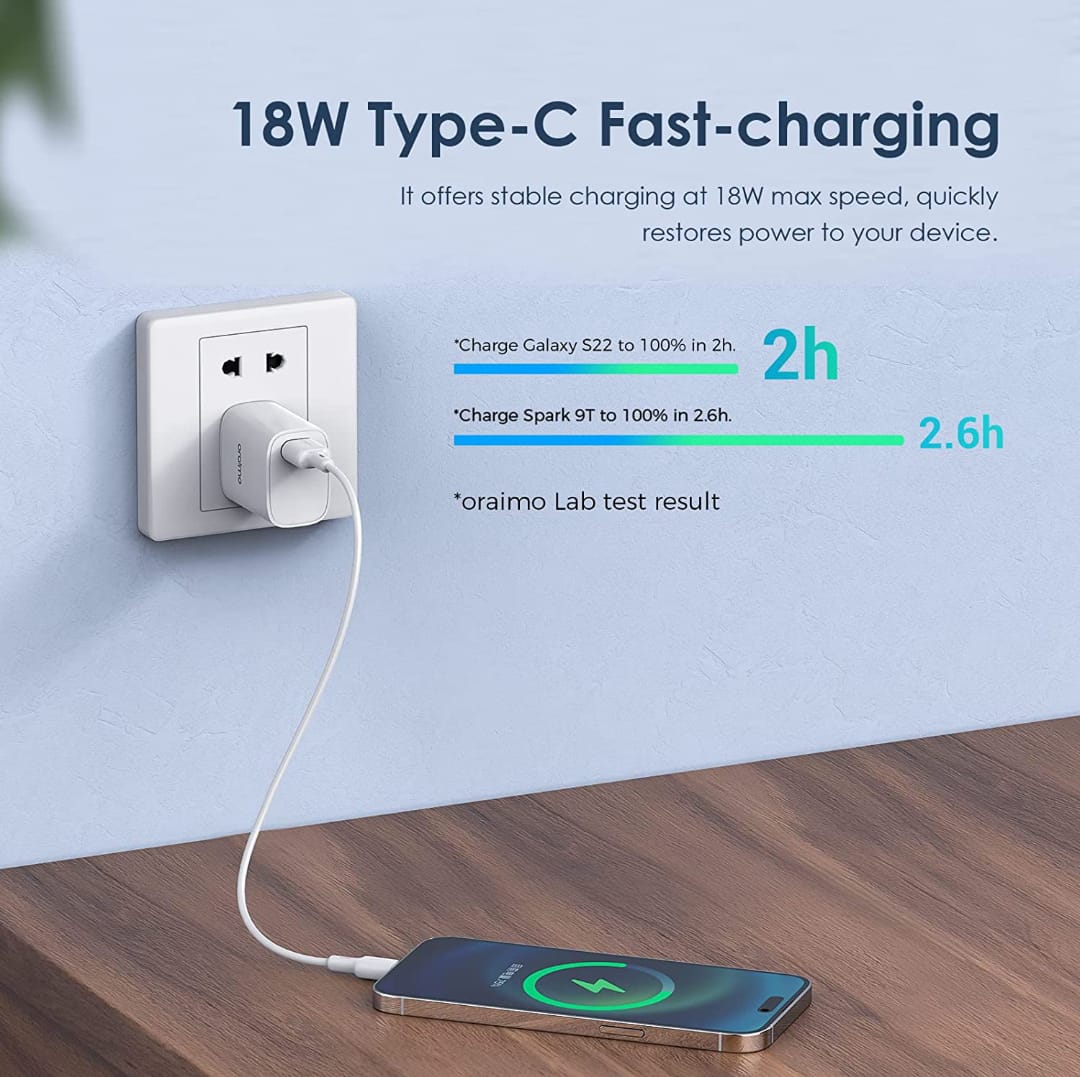 18W Type-C Fast-charging
It offers stable charging at 18W max speed, quickly
restores power to your device.
*Charge Galaxy S22 to 100% in 2h.
2h
*Charge Spark 9T to 100% in 2.6h.
2.6h
*oraimo Lab test result
oraimo